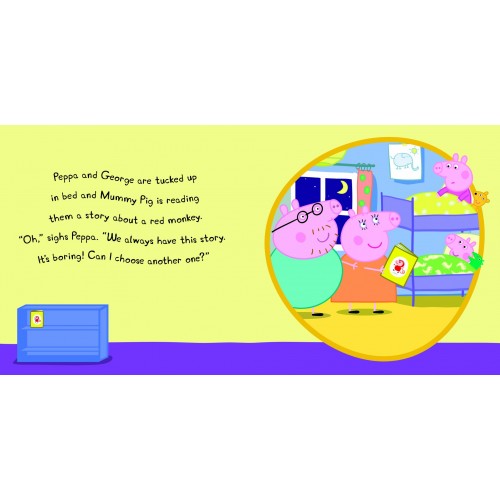 Peppa and George are tucked up
in bed and Mummy Pig is reading
them a story about a red monkey.
"Oh," sighs Peppa. "We always have this story.
It's boring! Can I choose another one?"